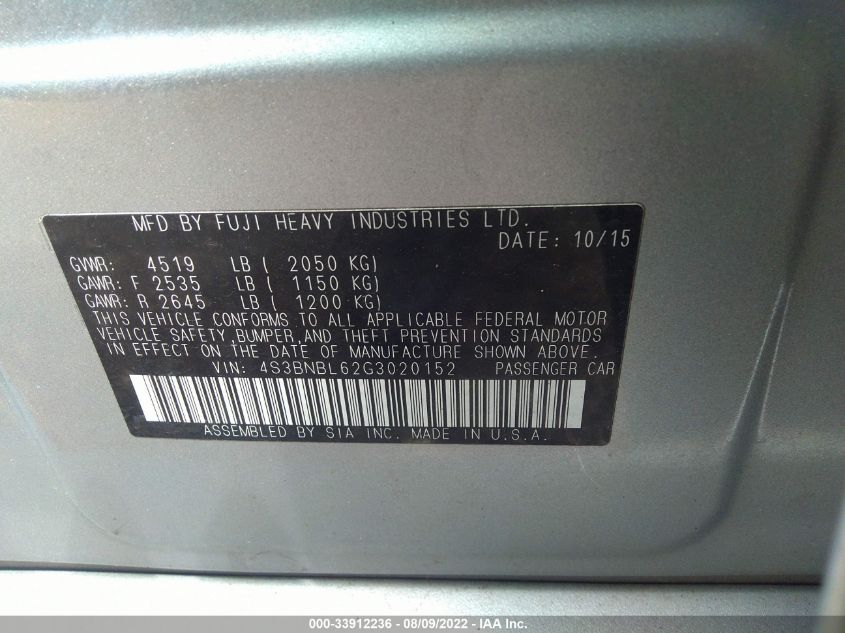 MFD BY FUJI HEAVY INDUSTRIES LTD.
DATE: 10/15
GVWR: 4519 LB ( 2050 KG)
GAWR: F 2535 LB ( 1150 KG)
GAWR: R 2645 LB ( 1200 KG)
THIS VEHICLE CONFORMS TO ALL APPLICABLE FEDERAL MOTOR
VEHICLE SAFETY,BUMPER,AND THEFT PREVENTION STANDARDS
IN EFFECT ON THE DATE OF MANUFACTURE SHOWN ABOVE.
VIN: 4S3BNBL62G3020152 PASSENGER CAR
ASSEMBLED BY SIA INC. MADE IN U.S.A.
000-33912236 - 08/09/2022 - IAA Inc.